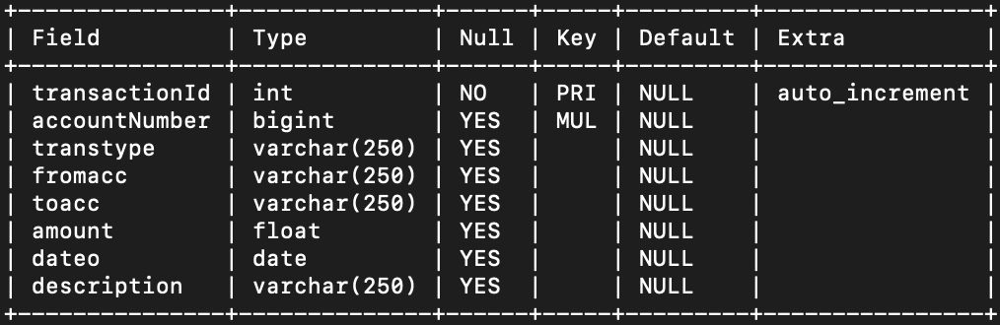 +---------------+--------------+------+-----+---------+----------------+
| Field         | Type         | Null | Key | Default | Extra          |
+---------------+--------------+------+-----+---------+----------------+
| transactionId | int          | NO   | PRI | NULL    | auto_increment |
| accountNumber | bigint       | YES  | MUL | NULL    |                |
| transtype     | varchar(250) | YES  |     | NULL    |                |
| fromacc       | varchar(250) | YES  |     | NULL    |                |
| toacc         | varchar(250) | YES  |     | NULL    |                |
| amount        | float        | YES  |     | NULL    |                |
| dateo         | date         | YES  |     | NULL    |                |
| description   | varchar(250) | YES  |     | NULL    |                |
+---------------+--------------+------+-----+---------+----------------+